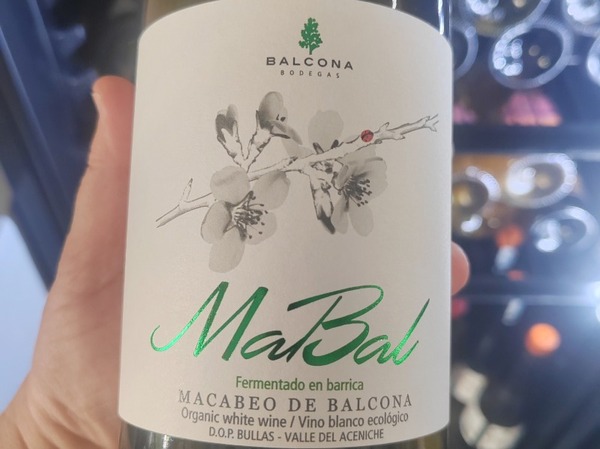 BALCONA
BODEGAS
MaBal
Fermentado en barrica
MACABEO DE BALCONA
Organic white wine / Vino blanco ecológico
D.O.P. BULLAS - VALLE DEL ACENICHE